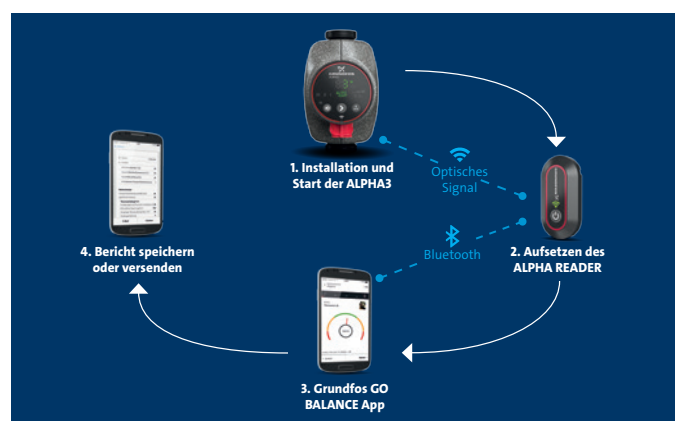 1. Installation und
Start der ALPHA3
Optisches
Signal
2. Aufsetzen des
ALPHA READER
Bluetooth
3. Grundfos GO
BALANCE App
4. Bericht speichern
oder versenden